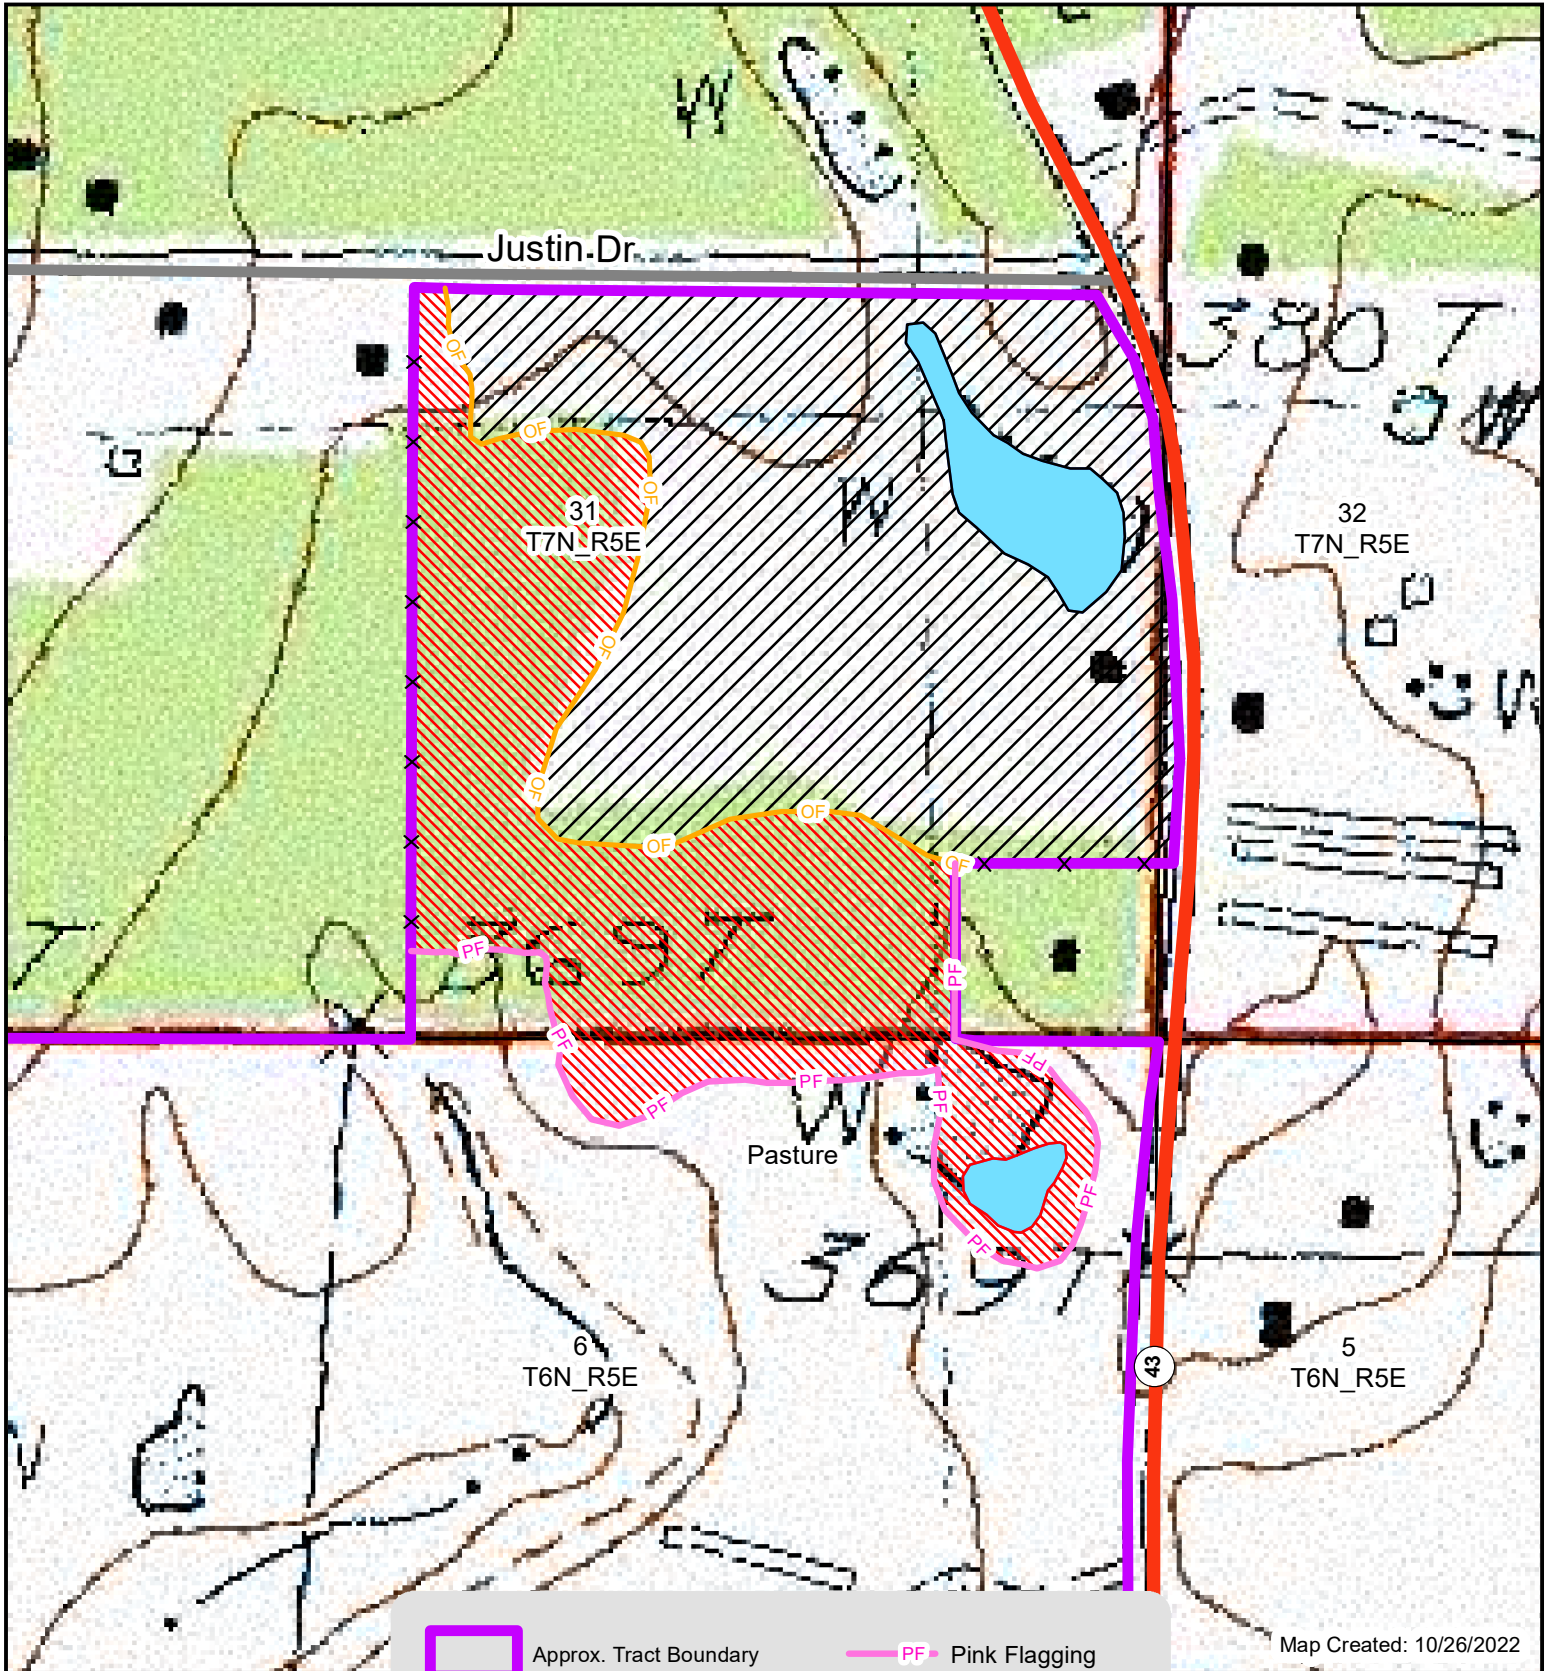 W
Justin Dr
380 T
OF
OF
OF
31
T7N_R5E
W
32
T7N_R5E
G
OF
W
OF
OF
OF
OF
PF
PF
PF
PF
PF
PF
PF
W
Pasture
PF
PF
6
T6N_R5E
5
T6N_R5E
43
Approx. Tract Boundary
PF Pink Flagging
Map Created: 10/26/2022